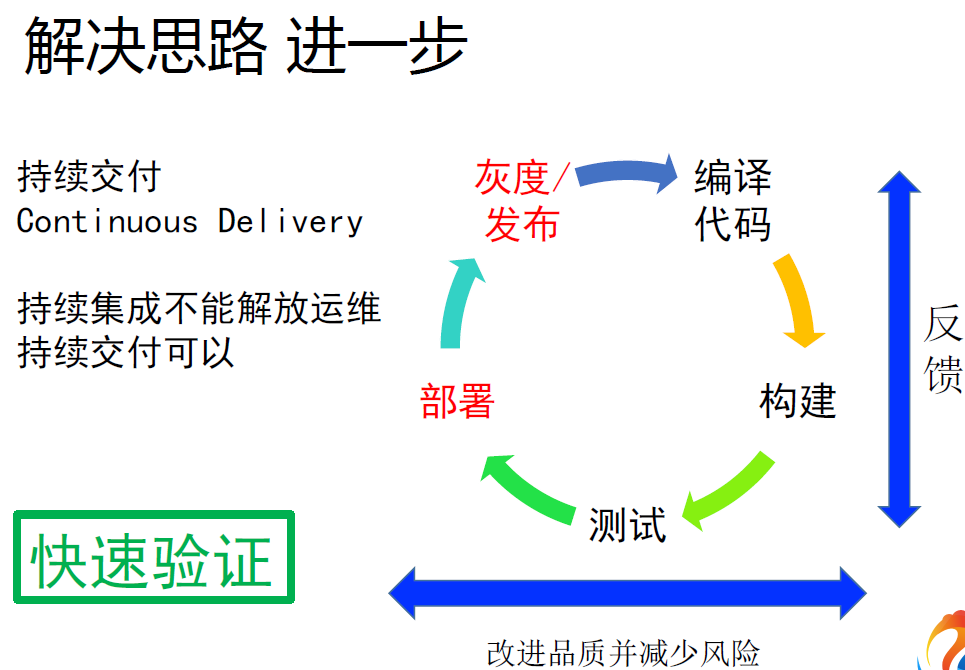 解决思路 进一步
持续交付
Continuous Delivery
持续集成不能解放运维
持续交付可以
快速验证
灰度/
发布
编译
代码
构建
测试
部署
反
馈
改进品质并减少风险